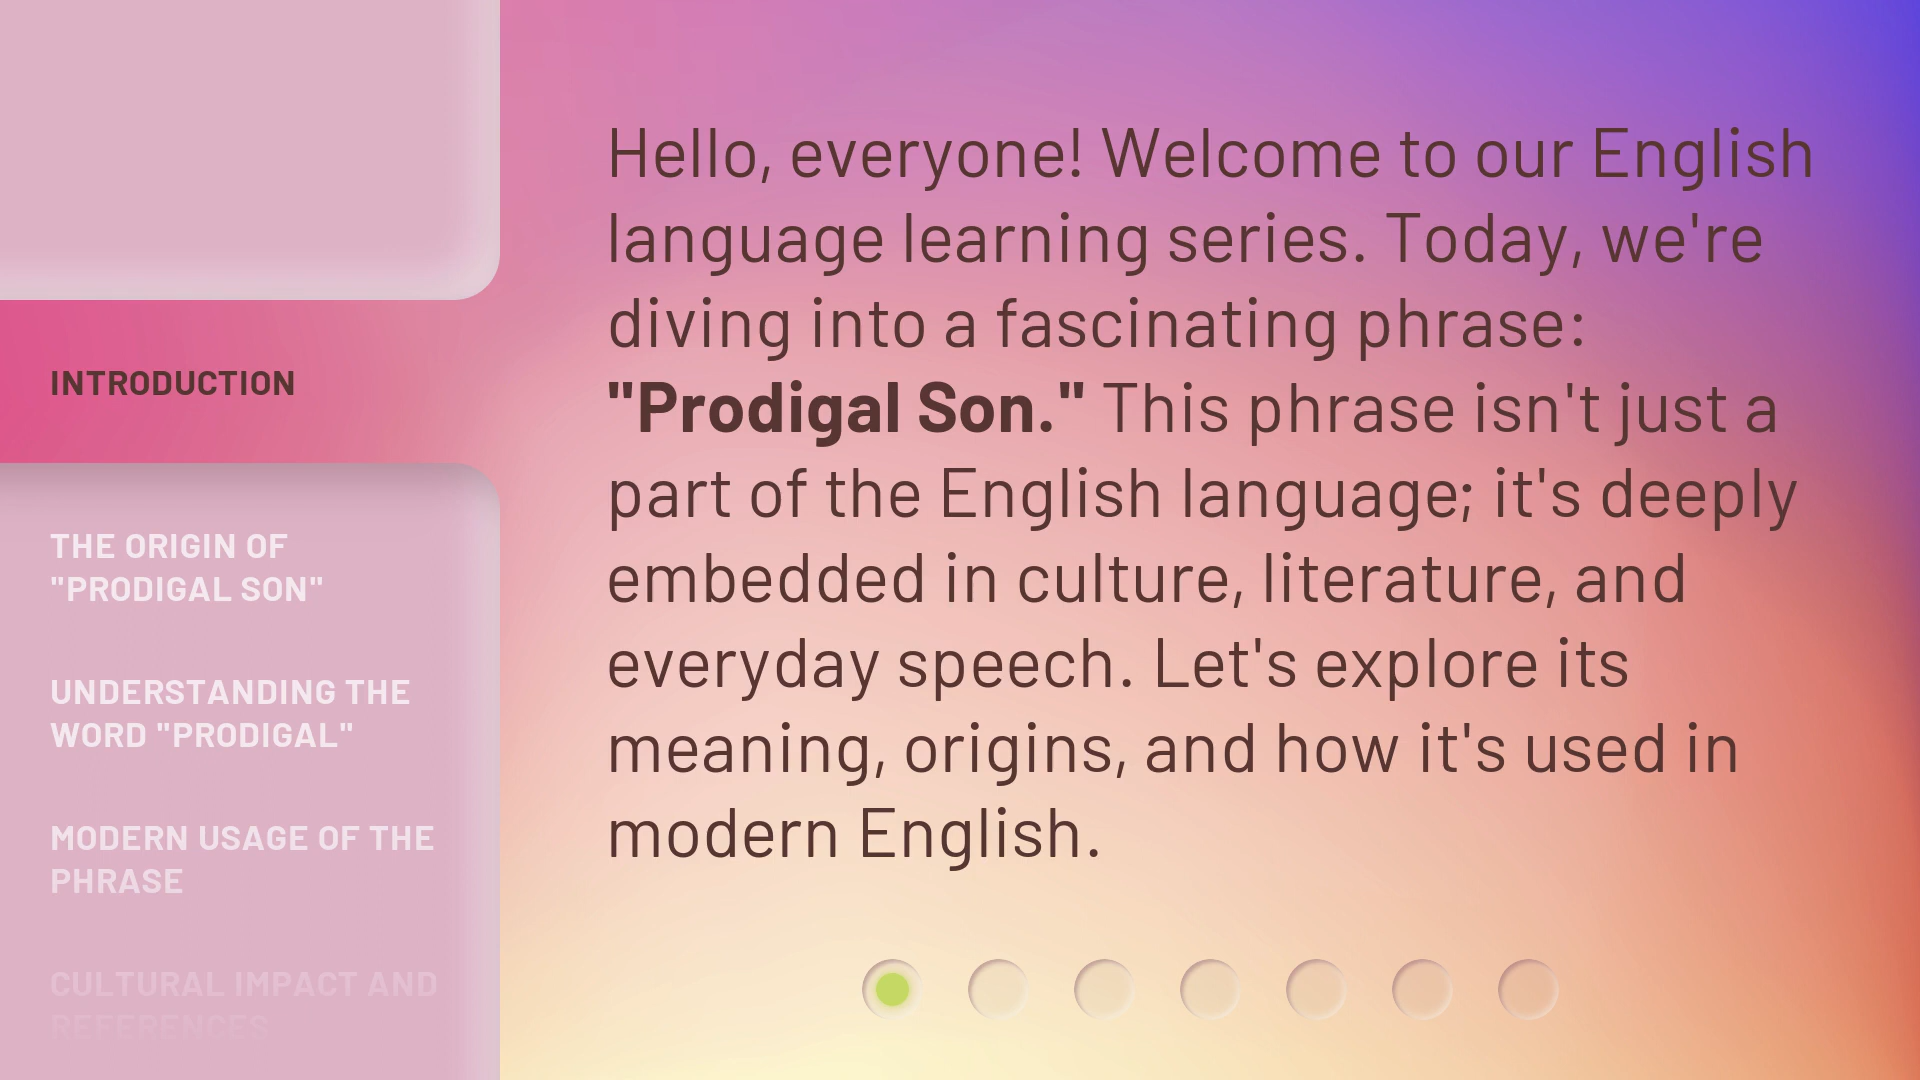 INTRODUCTION
THE ORIGIN OF
"PRODIGAL SON"
UNDERSTANDING THE
WORD "PRODIGAL"
MODERN USAGE OF THE
PHRASE
CULTURAL IMPACT AND
REFERENCES
Hello, everyone! Welcome to our English
language learning series. Today, we're
diving into a fascinating phrase:
"Prodigal Son." This phrase isn't just a
part of the English language; it's deeply
embedded in culture, literature, and
everyday speech. Let's explore its
meaning, origins, and how it's used in
modern English.